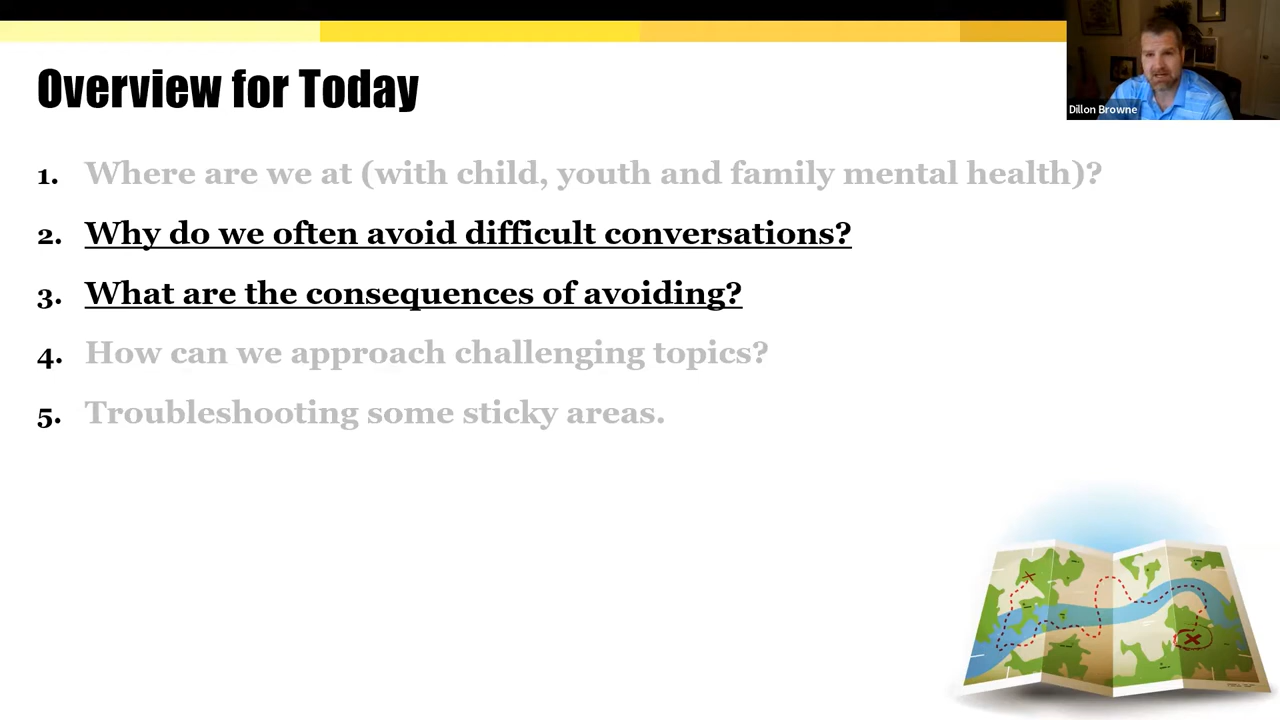 Overview for Today
Dillon Browne
1. Where are we at (with child, youth and family mental health)?
2. Why do we often avoid difficult conversations?
3. What are the consequences of avoiding?
4. How can we approach challenging topics?
5. Troubleshooting some sticky areas.